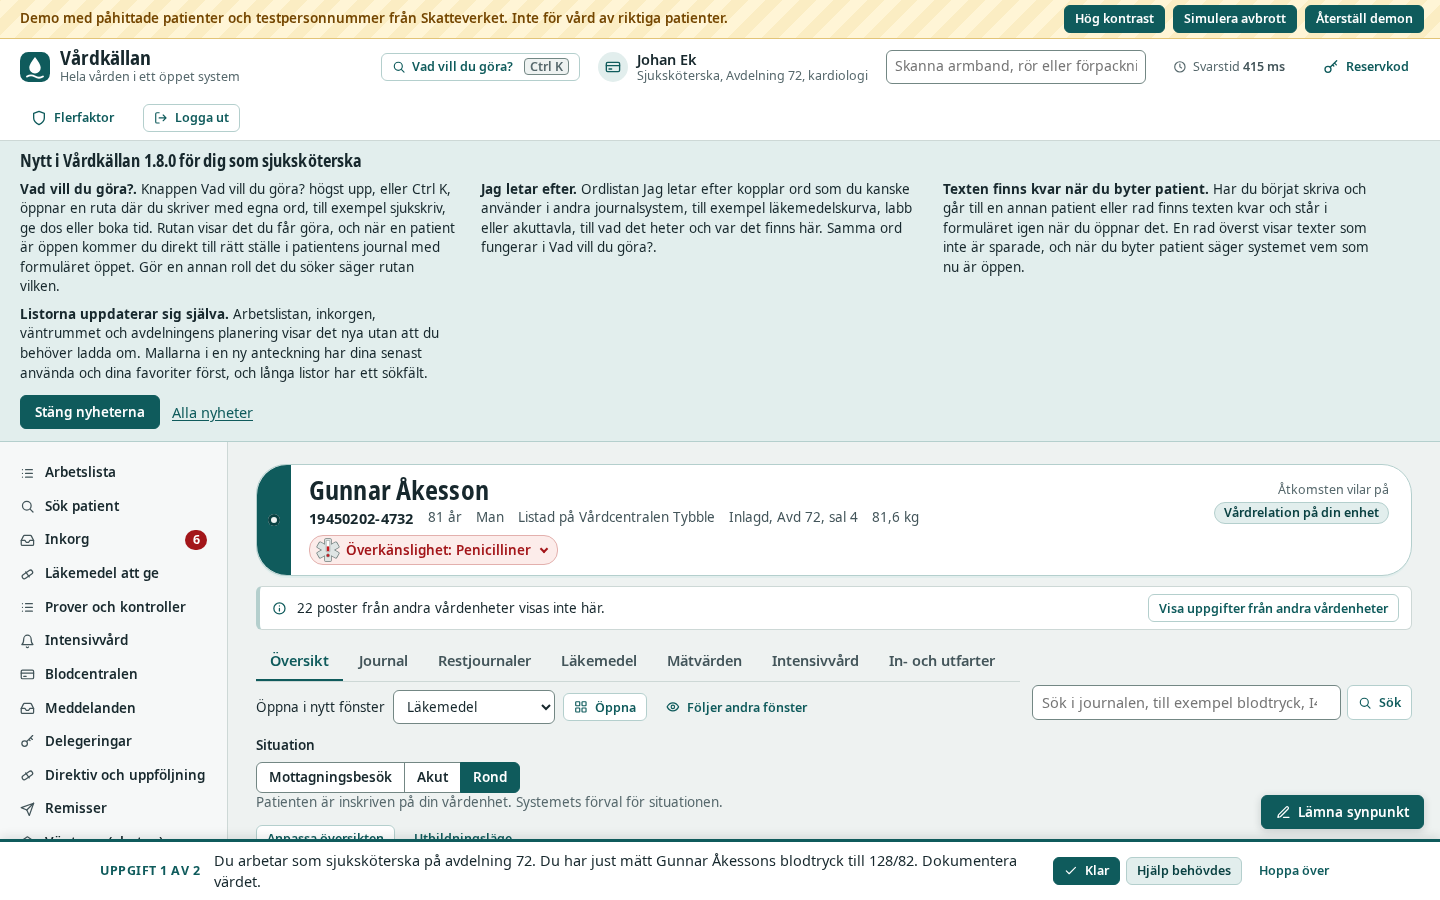 Demo med påhittade patienter och testpersonnummer från Skatteverket. Inte för vård av riktiga patienter.
Hög kontrast
Simulera avbrott
Återställ demon
Vårdkällan
Hela vården i ett öppet system
Vad vill du göra? Ctrl K
Johan Ek
Sjuksköterska, Avdelning 72, kardiologi
Skanna armband, rör eller förpackni
Svarstid 415 ms
Reservkod
Flerfaktor
Logga ut
Nytt i Vårdkällan 1.8.0 för dig som sjuksköterska
Vad vill du göra?. Knappen Vad vill du göra? högst upp, eller Ctrl K,
öppnar en ruta där du skriver med egna ord, till exempel sjukskriv,
ge dos eller boka tid. Rutan visar det du får göra, och när en patient
är öppen kommer du direkt till rätt ställe i patientens journal med
formuläret öppet. Gör en annan roll det du söker säger rutan
vilken.
Jag letar efter. Ordlistan Jag letar efter kopplar ord som du kanske
använder i andra journalsystem, till exempel läkemedelskurva, labb
eller akuttavla, till vad det heter och var det finns här. Samma ord
fungerar i Vad vill du göra?.
Texten finns kvar när du byter patient. Har du börjat skriva och
går till en annan patient eller rad finns texten kvar och står i
formuläret igen när du öppnar det. En rad överst visar texter som
inte är sparade, och när du byter patient säger systemet vem som
nu är öppen.
Listorna uppdaterar sig själva. Arbetslistan, inkorgen,
väntrummet och avdelningens planering visar det nya utan att du
behöver ladda om. Mallarna i en ny anteckning har dina senast
använda och dina favoriter först, och långa listor har ett sökfält.
Stäng nyheterna
Alla nyheter
Arbetslista
Sök patient
Inkorg 6
Läkemedel att ge
Prover och kontroller
Intensivvård
Blodcentralen
Meddelanden
Delegeringar
Direktiv och uppföljning
Remisser
Gunnar Åkesson
19450202-4732 81 år Man Listad på Vårdcentralen Tybble Inlagd, Avd 72, sal 4 81,6 kg
Överkänslighet: Penicilliner
Åtkomsten vilar på
Vårdrelation på din enhet
22 poster från andra vårdenheter visas inte här.
Visa uppgifter från andra vårdenheter
Översikt Journal Restjournaler Läkemedel Mätvärden Intensivvård In- och utfarter
Öppna i nytt fönster Läkemedel Öppna Följer andra fönster
Sök i journalen, till exempel blodtryck, I
Sök
Situation
Mottagningsbesök Akut Rond
Patienten är inskriven på din vårdenhet. Systemets förval för situationen.
Anpassa översikten Utbildningsläge
Lämna synpunkt
UPPGIFT 1 AV 2
Du arbetar som sjuksköterska på avdelning 72. Du har just mätt Gunnar Åkessons blodtryck till 128/82. Dokumentera
värdet.
Klar
Hjälp behövdes
Hoppa över